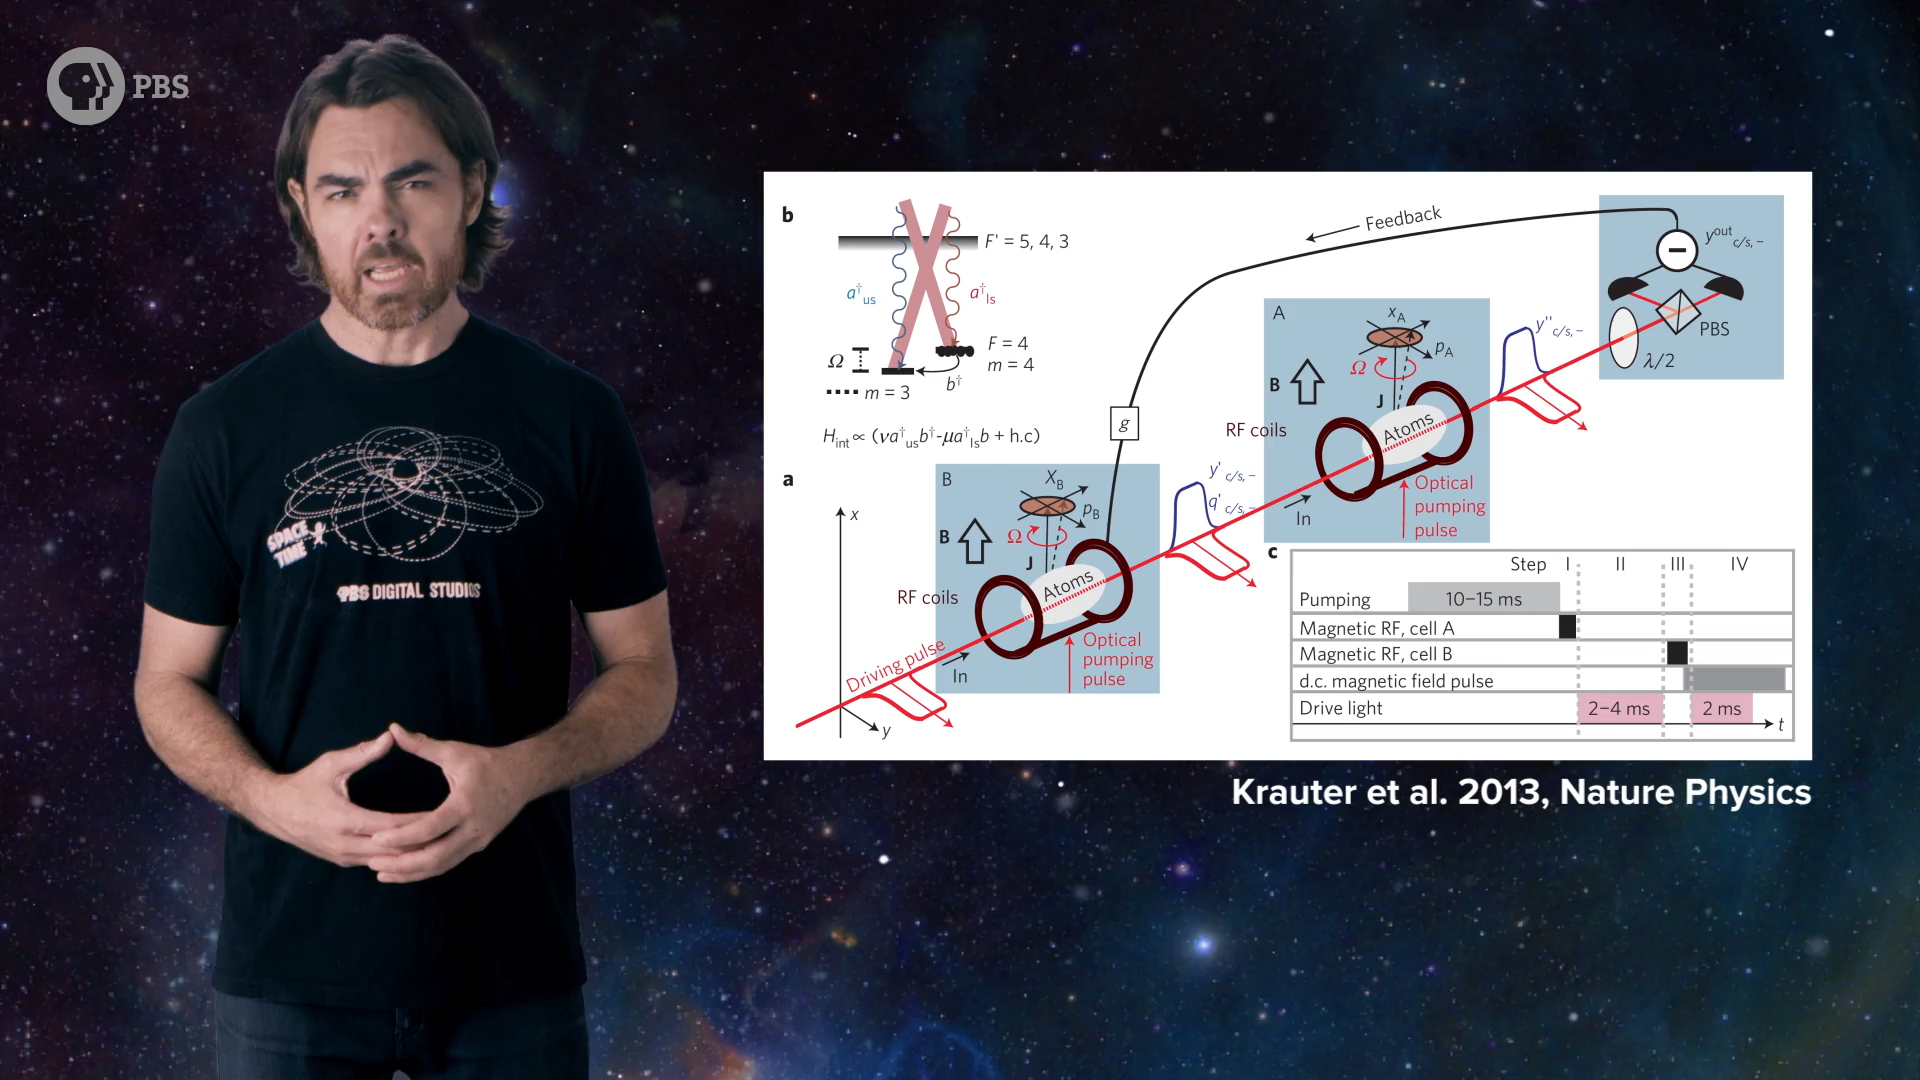 PBS
SPACE
TIME
PBS DIGITAL STUDIOS
b
F' = 5, 4, 3
a†us
a†ls
Ω
F = 4
m = 4
b†
m = 3
Hint ∝ (νa†usb†-μa†lsb + h.c)
Feedback
g
yout c/s, −
PBS
λ/2
y'' c/s, −
A
xA
pA
Ω
B
J
Atoms
RF coils
In
Optical
pumping
pulse
a
x
y
B
XB
pB
Ω
B
J
Atoms
RF coils
Driving pulse
In
Optical
pumping
pulse
y' c/s, −
q' c/s, −
c
Step I II III IV
Pumping 10−15 ms
Magnetic RF, cell A
Magnetic RF, cell B
d.c. magnetic field pulse
Drive light 2−4 ms 2 ms
t
Krauter et al. 2013, Nature Physics